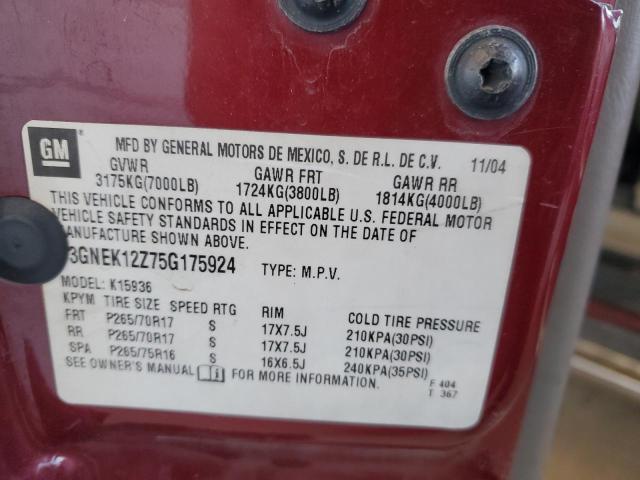 GM®
MFD BY GENERAL MOTORS DE MEXICO, S. DE R.L. DE C.V. 11/04
GVWR GAWR FRT GAWR RR
3175KG(7000LB) 1724KG(3800LB) 1814KG(4000LB)
THIS VEHICLE CONFORMS TO ALL APPLICABLE U.S. FEDERAL MOTOR
VEHICLE SAFETY STANDARDS IN EFFECT ON THE DATE OF
MANUFACTURE SHOWN ABOVE.
3GNEK12Z75G175924 TYPE: M.P.V.
MODEL: K15936
KPYM TIRE SIZE SPEED RTG RIM COLD TIRE PRESSURE
FRT P265/70R17 S 17X7.5J 210KPA(30PSI)
RR P265/70R17 S 17X7.5J 210KPA(30PSI)
SPA P265/75R16 S 16X6.5J 240KPA(35PSI)
SEE OWNER'S MANUAL FOR MORE INFORMATION.
F 404
T 367